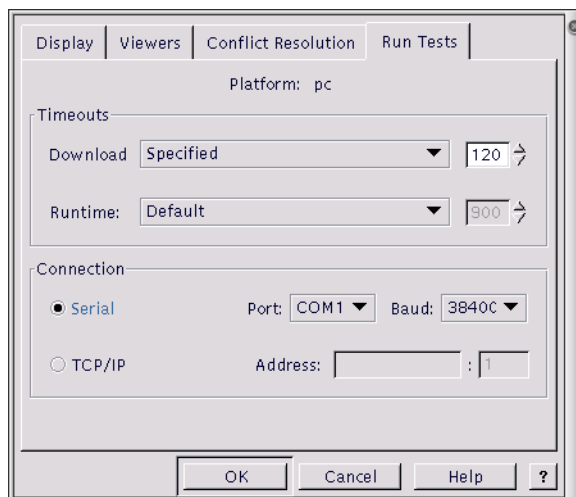 Display Viewers Conflict Resolution Run Tests
Platform: pc
Timeouts
Download Specified 120
Runtime: Default 900
Connection
Serial Port: COM1 Baud: 3840
TCP/IP Address: : 1
OK Cancel Help ?